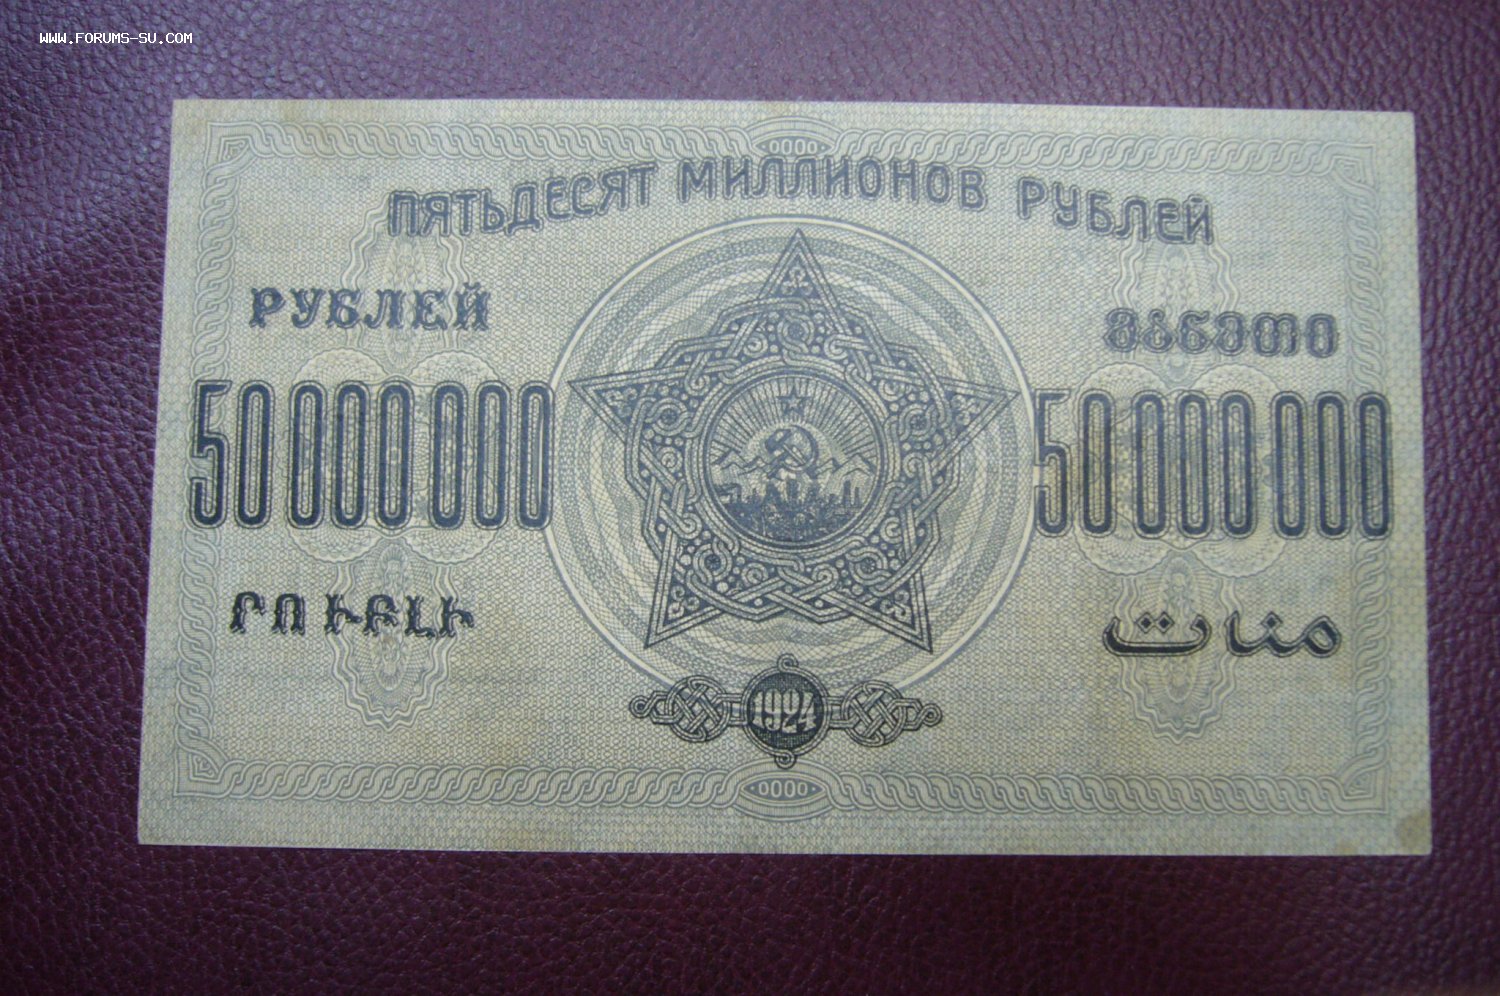 WWW.FORUMS-SU.COM
0000
ПЯТЬДЕСЯТ МИЛЛИОНОВ РУБЛЕЙ
РУБЛЕЙ
მანეთი
50 000 000
50 000 000
ՐՈՒԲԼԻ
منات
1924
0000